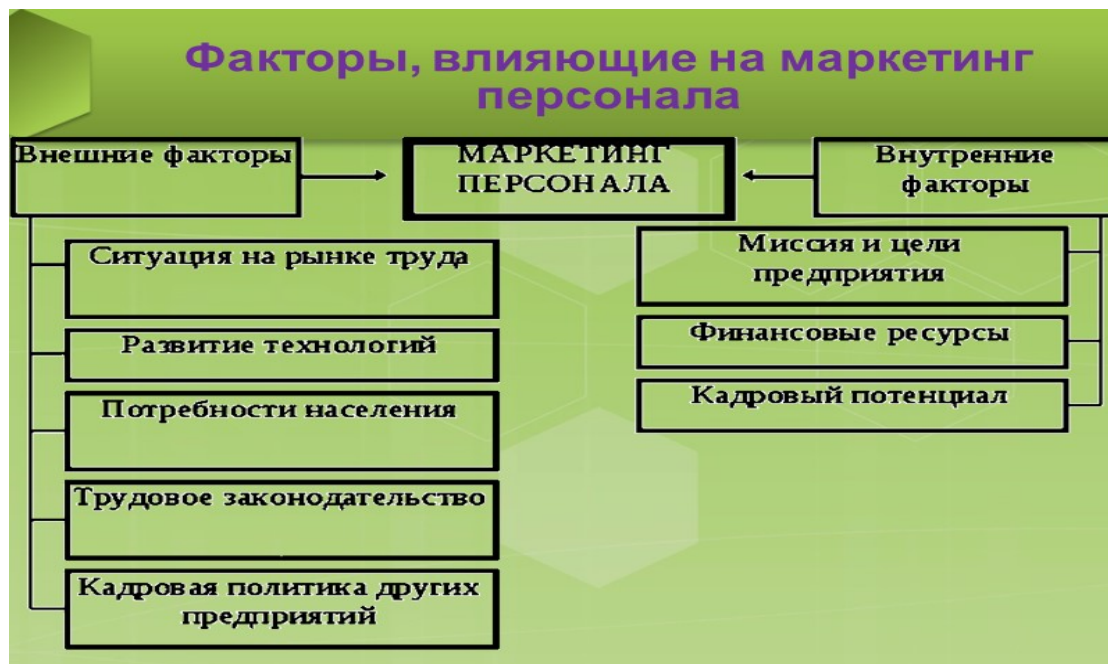 Факторы, влияющие на маркетинг
персонала
Внешние факторы
МАРКЕТИНГ
ПЕРСОНАЛА
Внутренние
факторы
Ситуация на рынке труда
Развитие технологий
Потребности населения
Трудовое законодательство
Кадровая политика других
предприятий
Миссия и цели
предприятия
Финансовые ресурсы
Кадровый потенциал